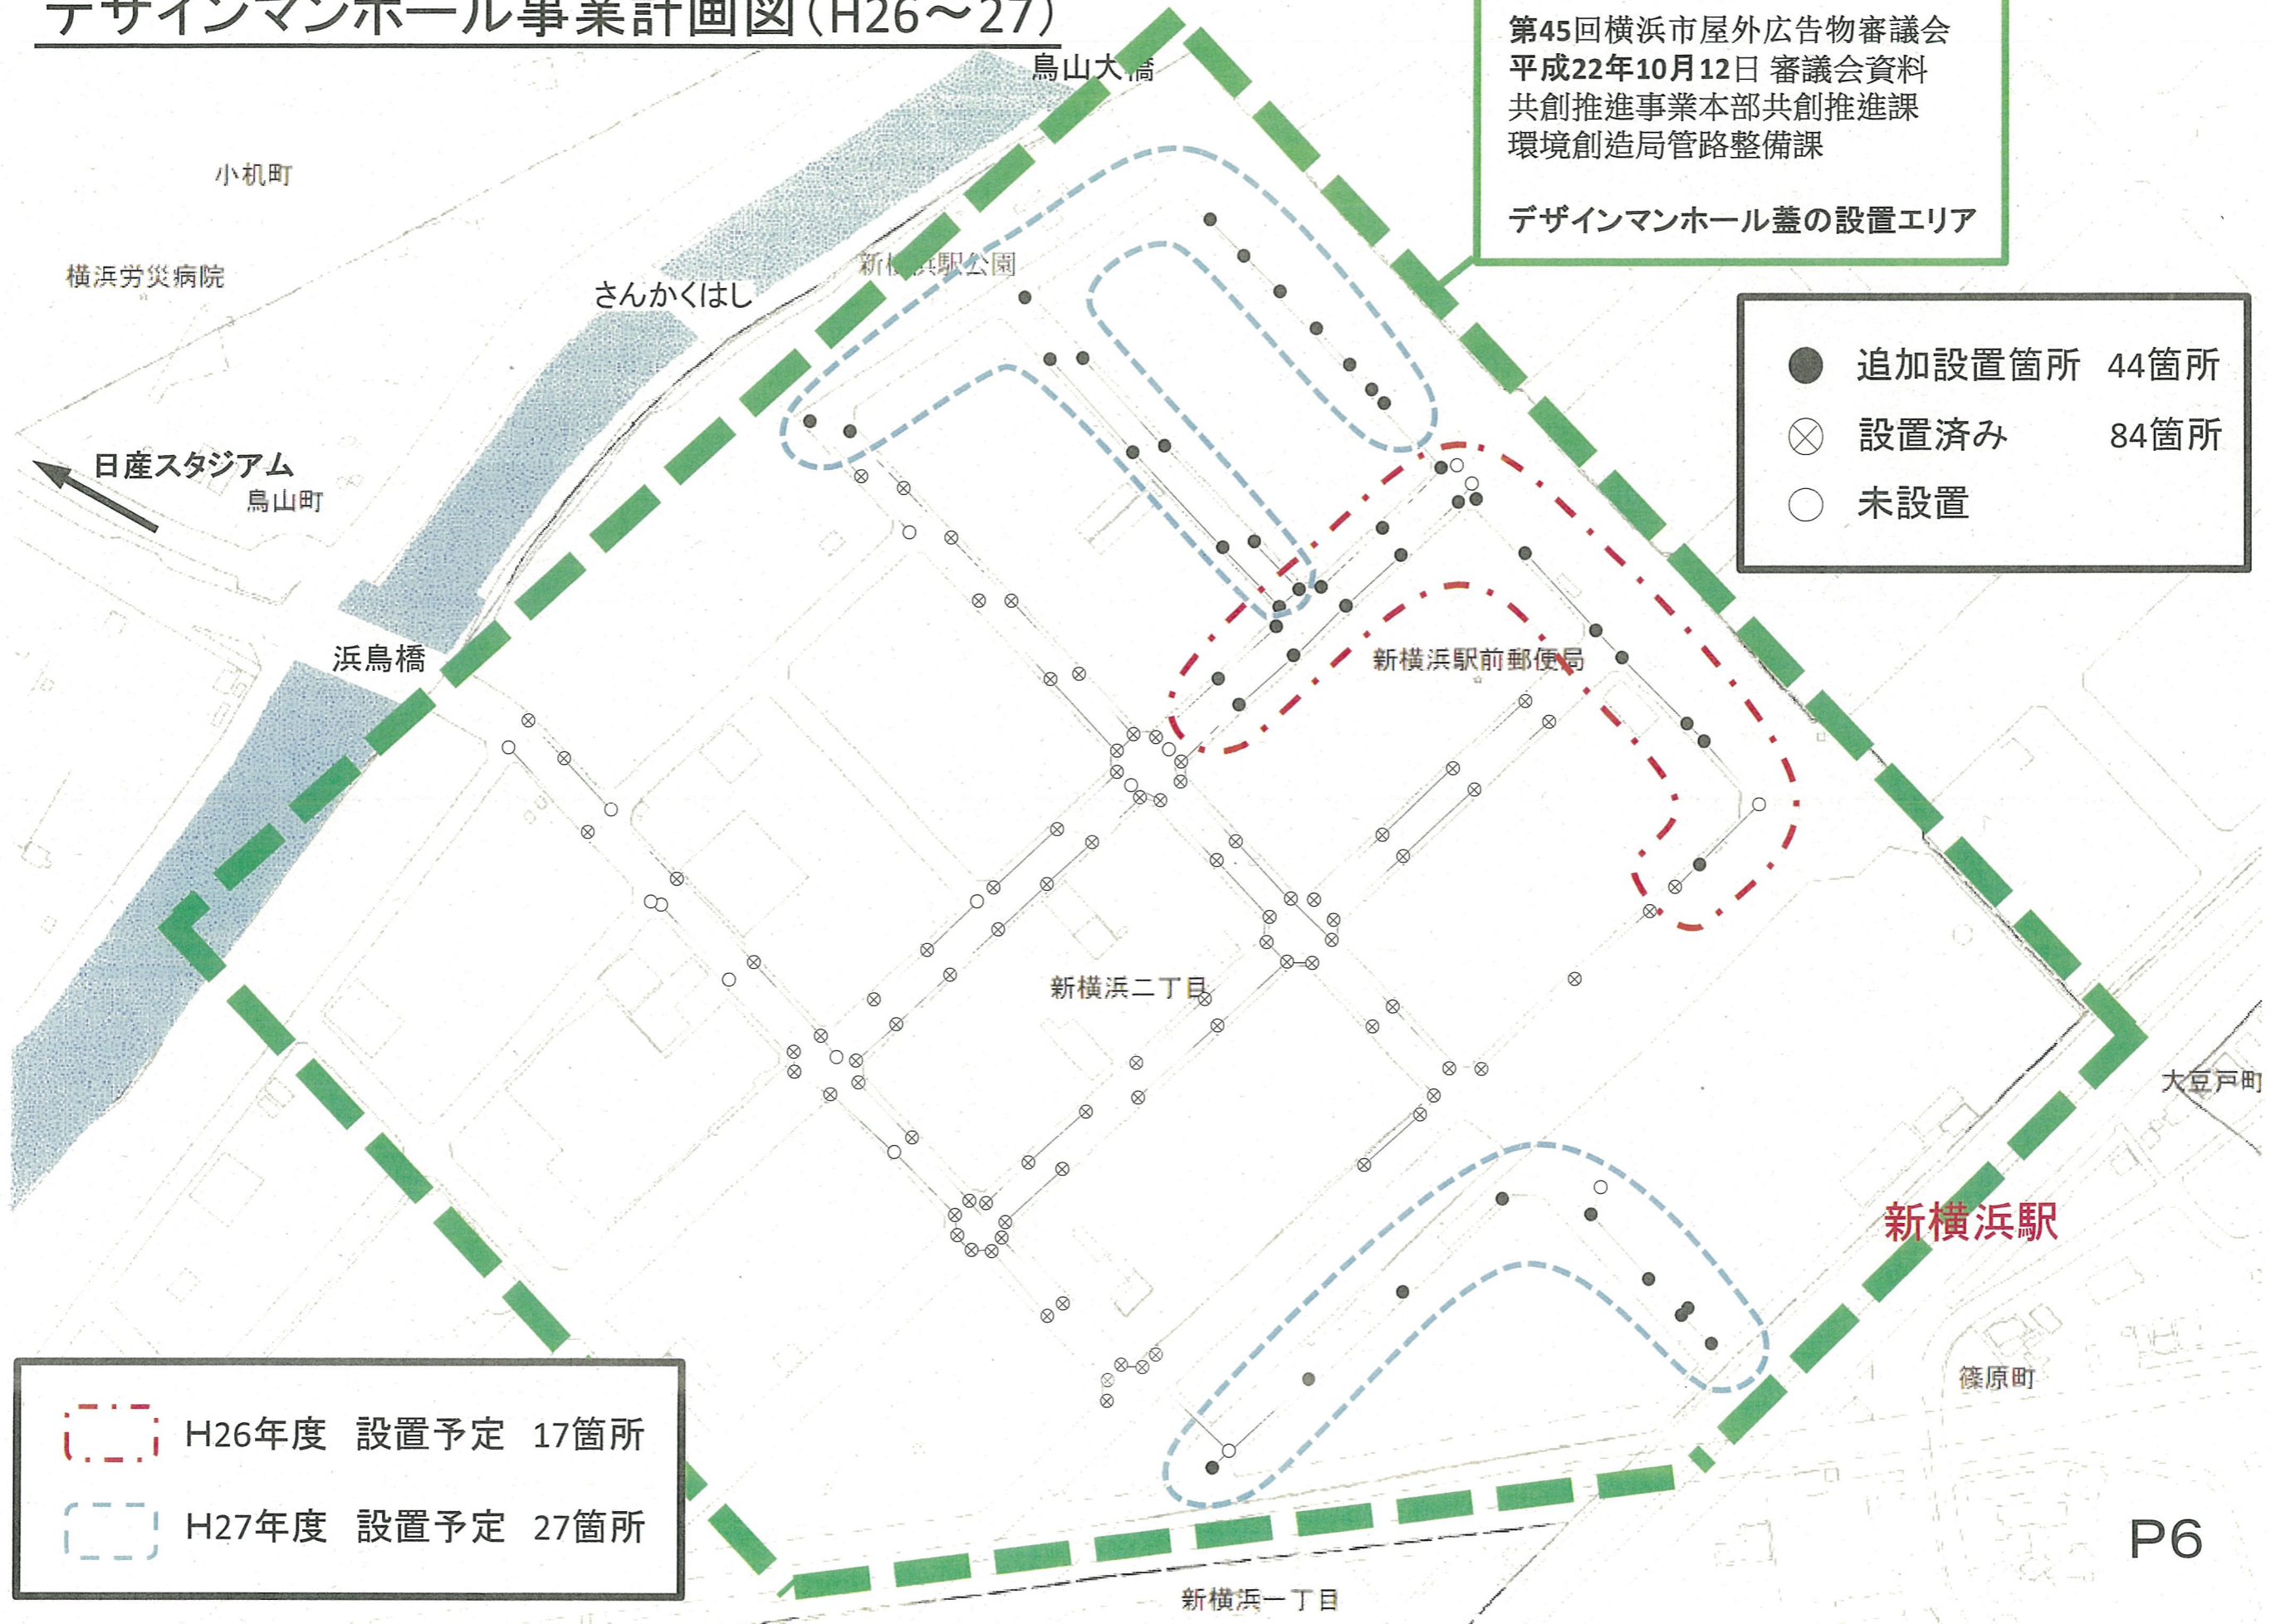 デザインマンホール事業計画図(H26～27)
第45回横浜市屋外広告物審議会
平成22年10月12日 審議会資料
共創推進事業本部共創推進課
環境創造局管路整備課
デザインマンホール蓋の設置エリア
鳥山大橋
小机町
横浜労災病院
新横浜駅公園
さんかくはし
追加設置箇所 44箇所
設置済み 84箇所
未設置
日産スタジアム
鳥山町
浜鳥橋
新横浜駅前郵便局
新横浜二丁目
大豆戸町
新横浜駅
篠原町
H26年度 設置予定 17箇所
H27年度 設置予定 27箇所
P6
新横浜一丁目